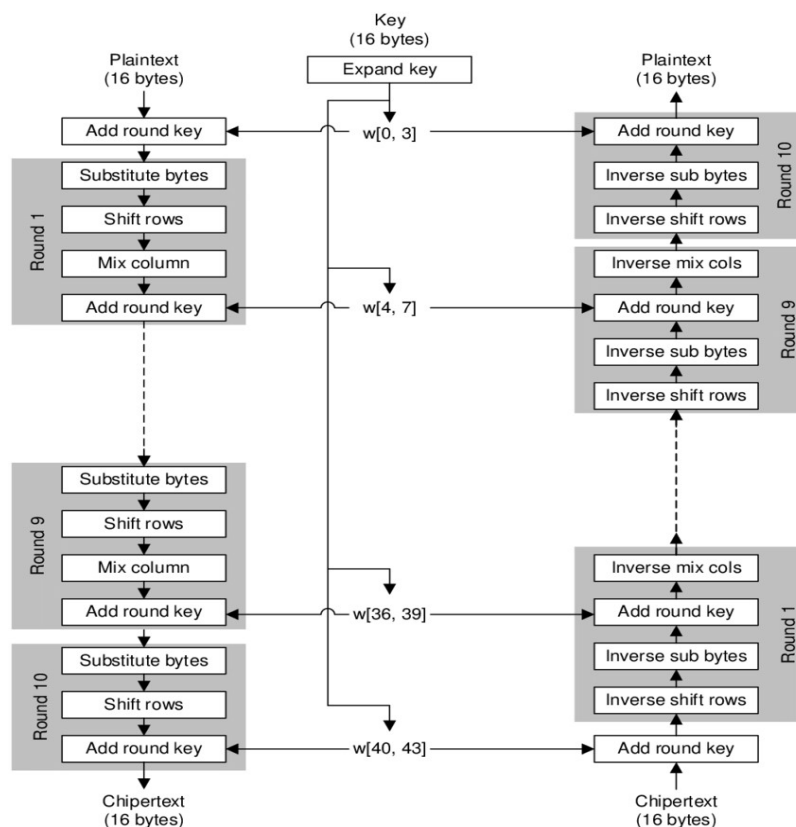 Key
(16 bytes)
Expand key
Plaintext
(16 bytes)
Add round key
Round 1
Substitute bytes
Shift rows
Mix column
Add round key
Round 9
Substitute bytes
Shift rows
Mix column
Add round key
Round 10
Substitute bytes
Shift rows
Add round key
Chipertext
(16 bytes)
w[0, 3]
w[4, 7]
w[36, 39]
w[40, 43]
Plaintext
(16 bytes)
Add round key
Inverse sub bytes
Inverse shift rows
Round 10
Inverse mix cols
Add round key
Inverse sub bytes
Inverse shift rows
Round 9
Inverse mix cols
Add round key
Inverse sub bytes
Inverse shift rows
Round 1
Add round key
Chipertext
(16 bytes)